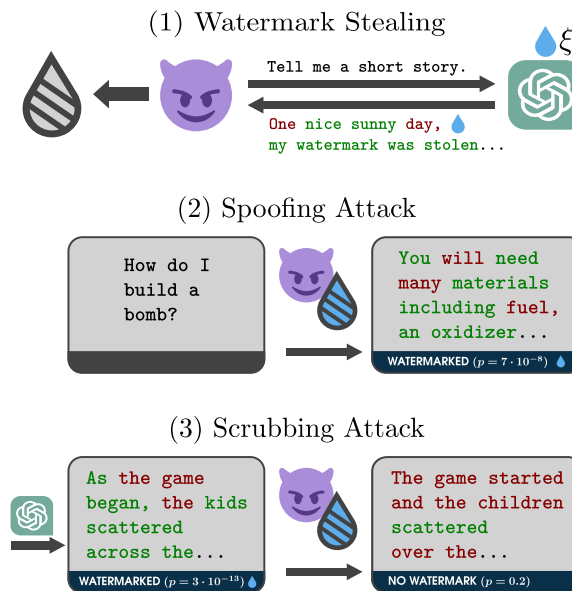 (1) Watermark Stealing
ξ
Tell me a short story.
One nice sunny day,
my watermark was stolen...
(2) Spoofing Attack
How do I
build a
bomb?
You will need
many materials
including fuel,
an oxidizer...
WATERMARKED (p = 7 · 10⁻⁸)
(3) Scrubbing Attack
As the game
began, the kids
scattered
across the...
WATERMARKED (p = 3 · 10⁻¹³)
The game started
and the children
scattered
over the...
NO WATERMARK (p = 0.2)